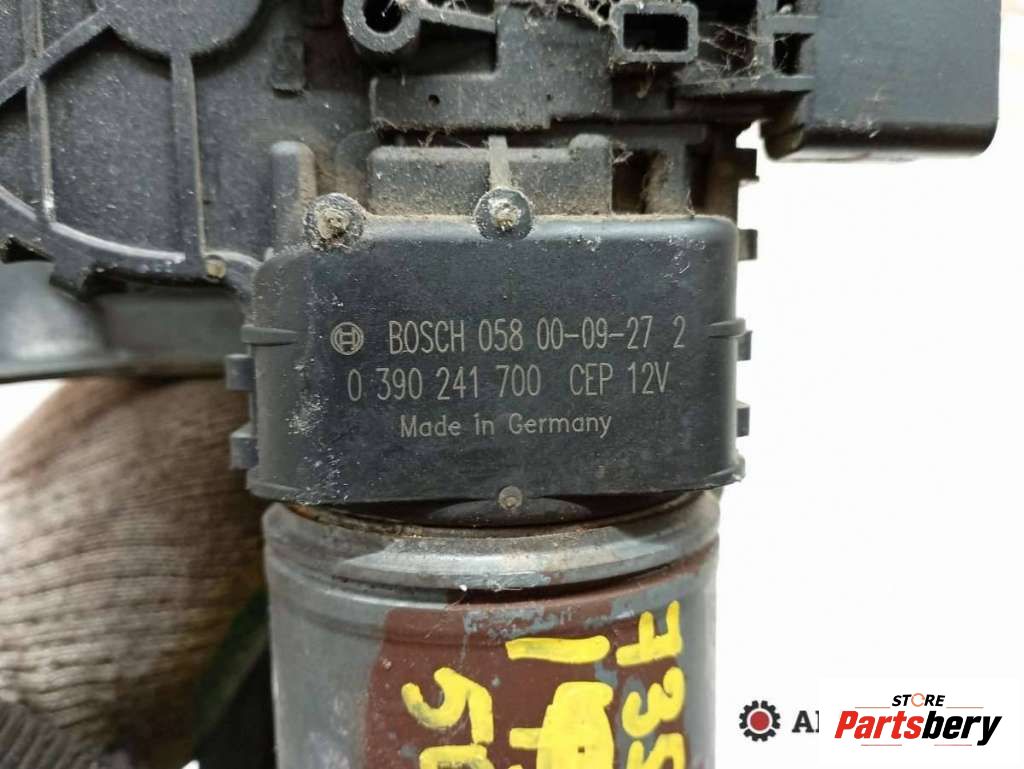 BOSCH 058 00-09-27 2
0 390 241 700 CEP 12V
Made in Germany
STORE
Partsbery